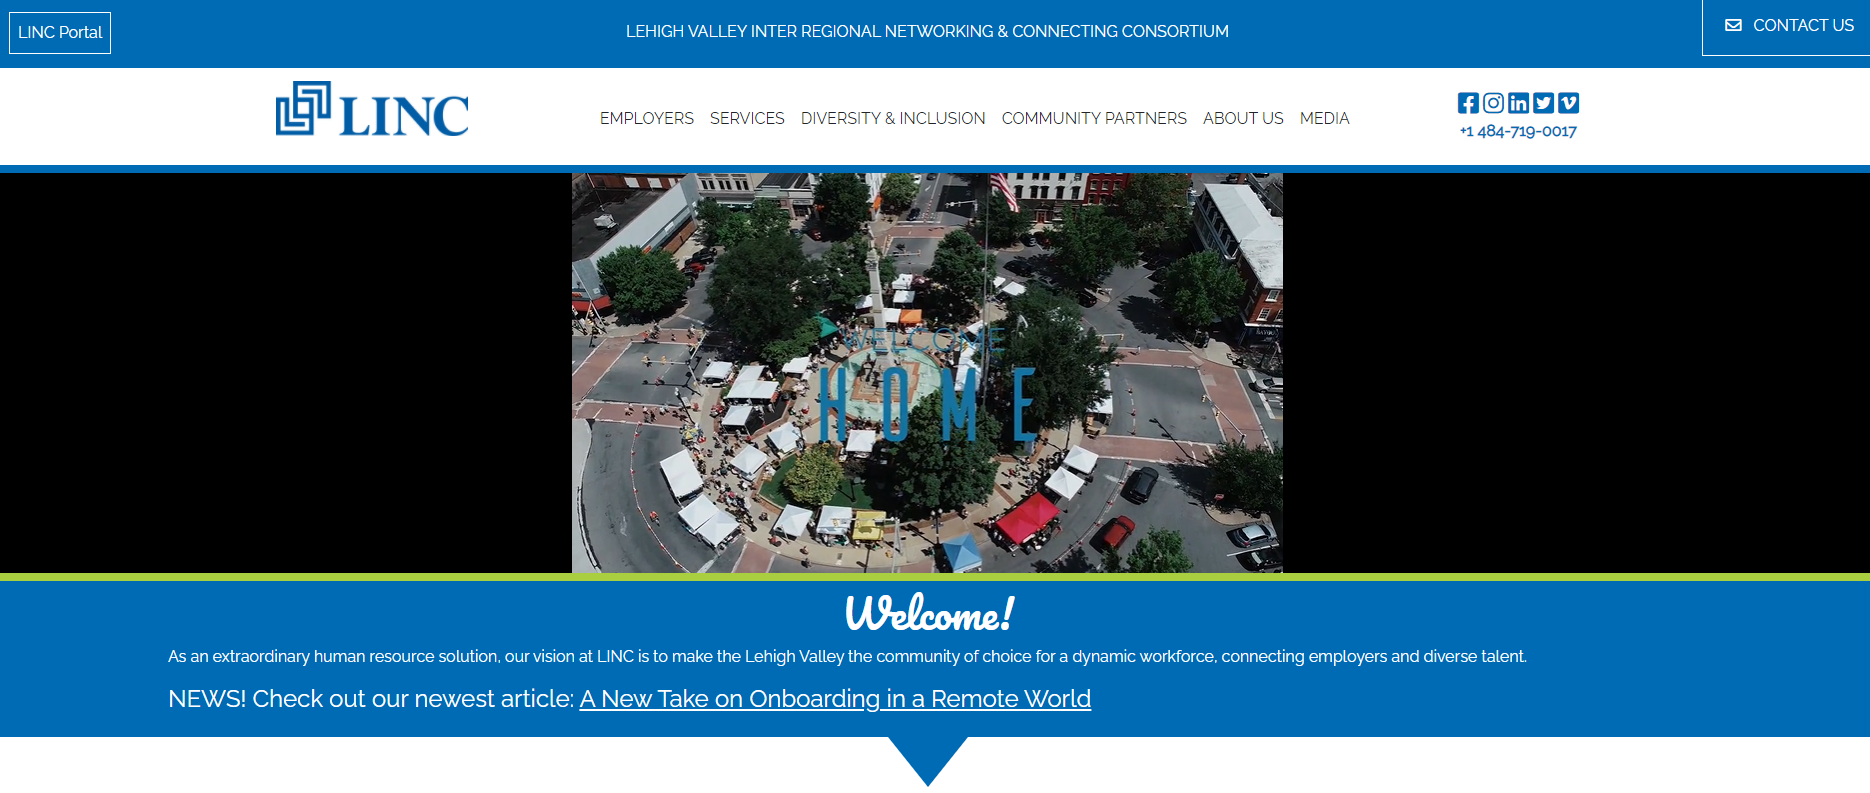 LINC Portal
LEHIGH VALLEY INTER REGIONAL NETWORKING & CONNECTING CONSORTIUM
CONTACT US
LINC
EMPLOYERS SERVICES DIVERSITY & INCLUSION COMMUNITY PARTNERS ABOUT US MEDIA
+1 484-719-0017
WELCOME
HOME
Welcome!
As an extraordinary human resource solution, our vision at LINC is to make the Lehigh Valley the community of choice for a dynamic workforce, connecting employers and diverse talent.
NEWS! Check out our newest article: A New Take on Onboarding in a Remote World